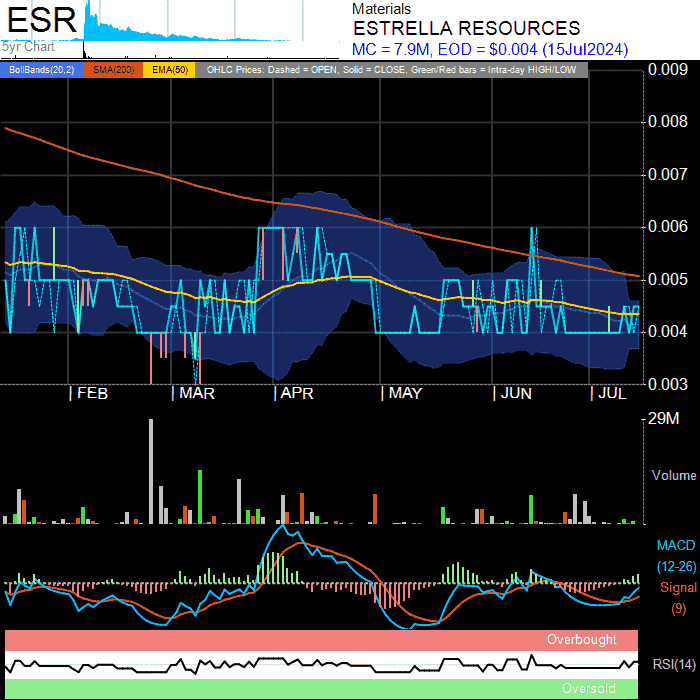 ESR
5yr Chart
Materials
ESTRELLA RESOURCES
MC = 7.9M, EOD = $0.004 (15Jul2024)
BollBands(20,2) SMA(200) EMA(50) OHLC Prices: Dashed = OPEN, Solid = CLOSE, Green/Red bars = Intra-day HIGH/LOW
0.009
0.008
0.007
0.006
0.005
0.004
0.003
FEB MAR APR MAY JUN JUL
29M
Volume
MACD
(12-26)
Signal
(9)
Overbought
RSI(14)
Oversold